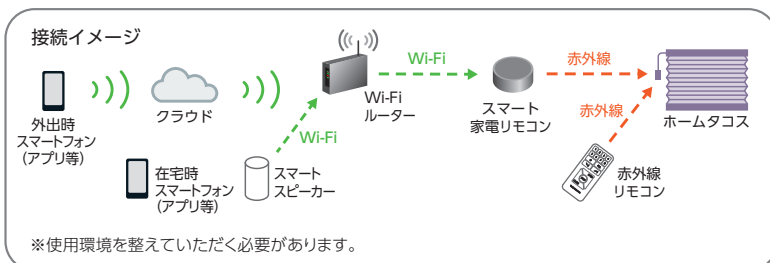 接続イメージ
外出時
スマートフォン
(アプリ等)
クラウド
在宅時
スマートフォン
(アプリ等)
スマート
スピーカー
Wi-Fi
Wi-Fi
ルーター
Wi-Fi
スマート
家電リモコン
赤外線
赤外線
ホームタコス
赤外線
リモコン
※使用環境を整えていただく必要があります。